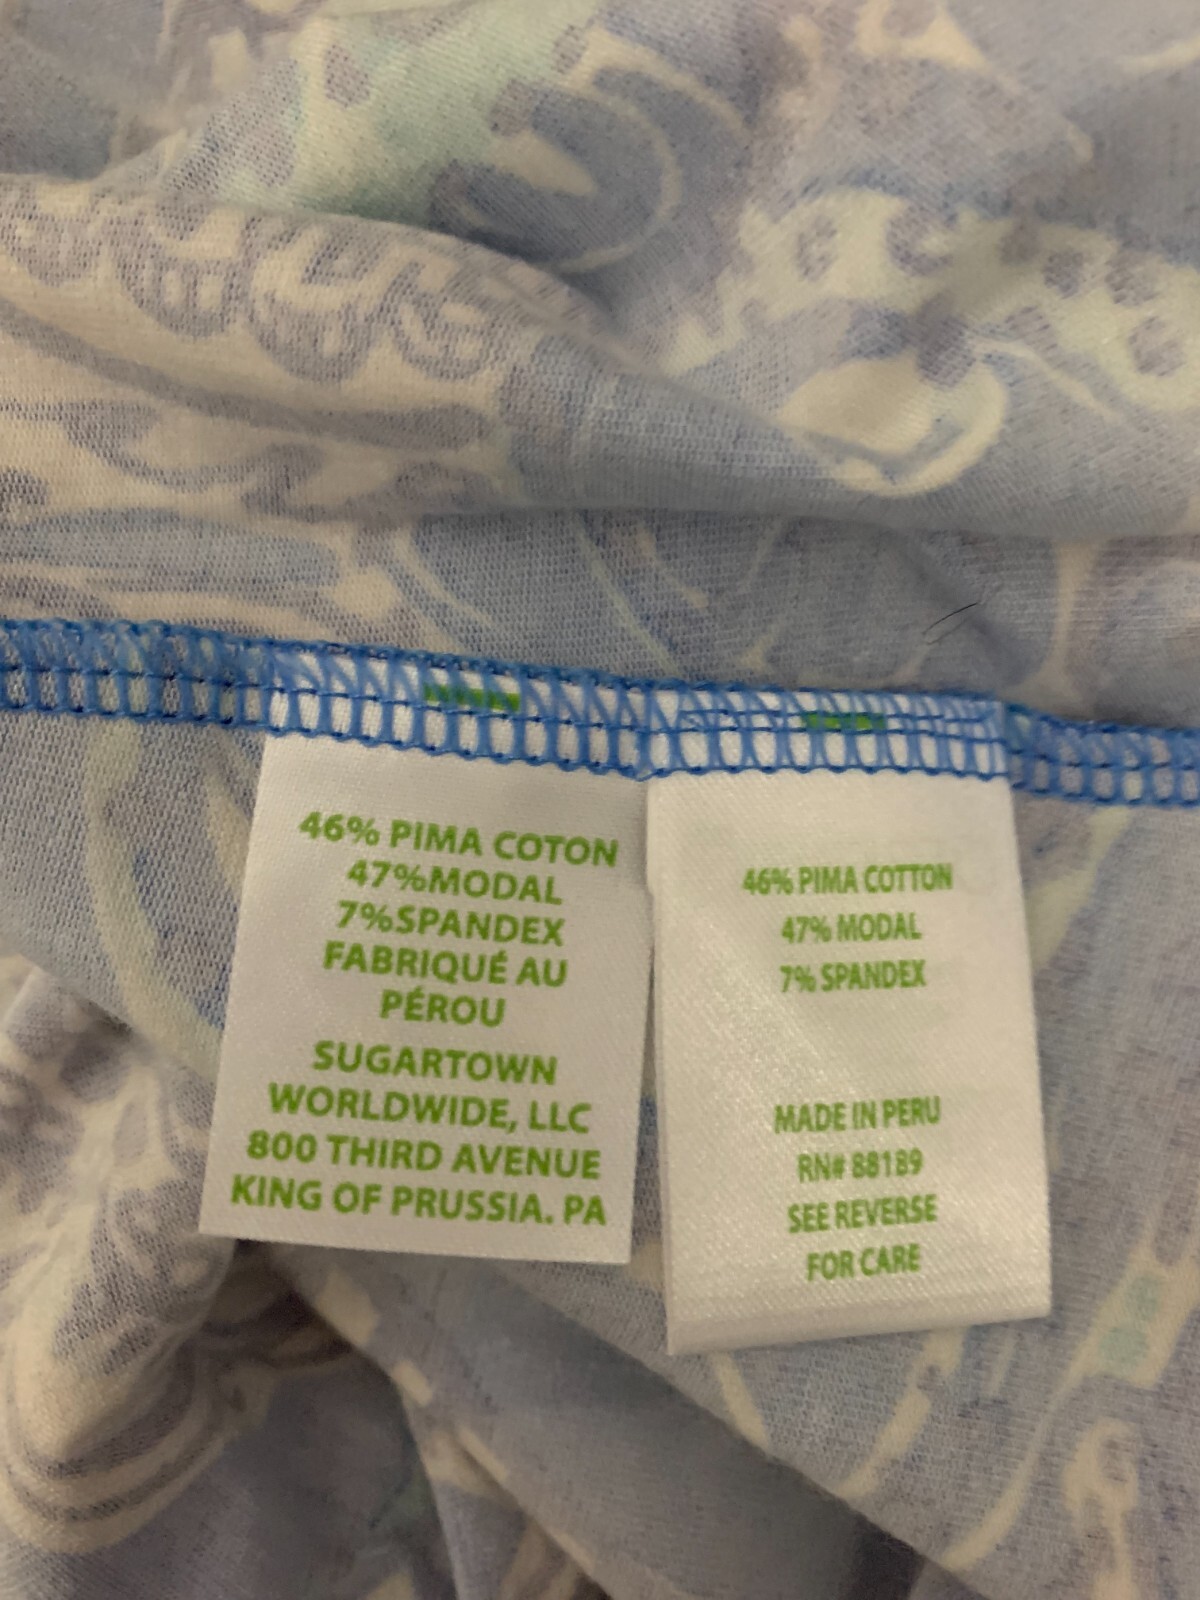 46% PIMA COTON
47%MODAL
7%SPANDEX
FABRIQUÉ AU
PÉROU
SUGARTOWN
WORLDWIDE, LLC
800 THIRD AVENUE
KING OF PRUSSIA. PA
46% PIMA COTTON
47% MODAL
7% SPANDEX
MADE IN PERU
RN# 88189
SEE REVERSE
FOR CARE